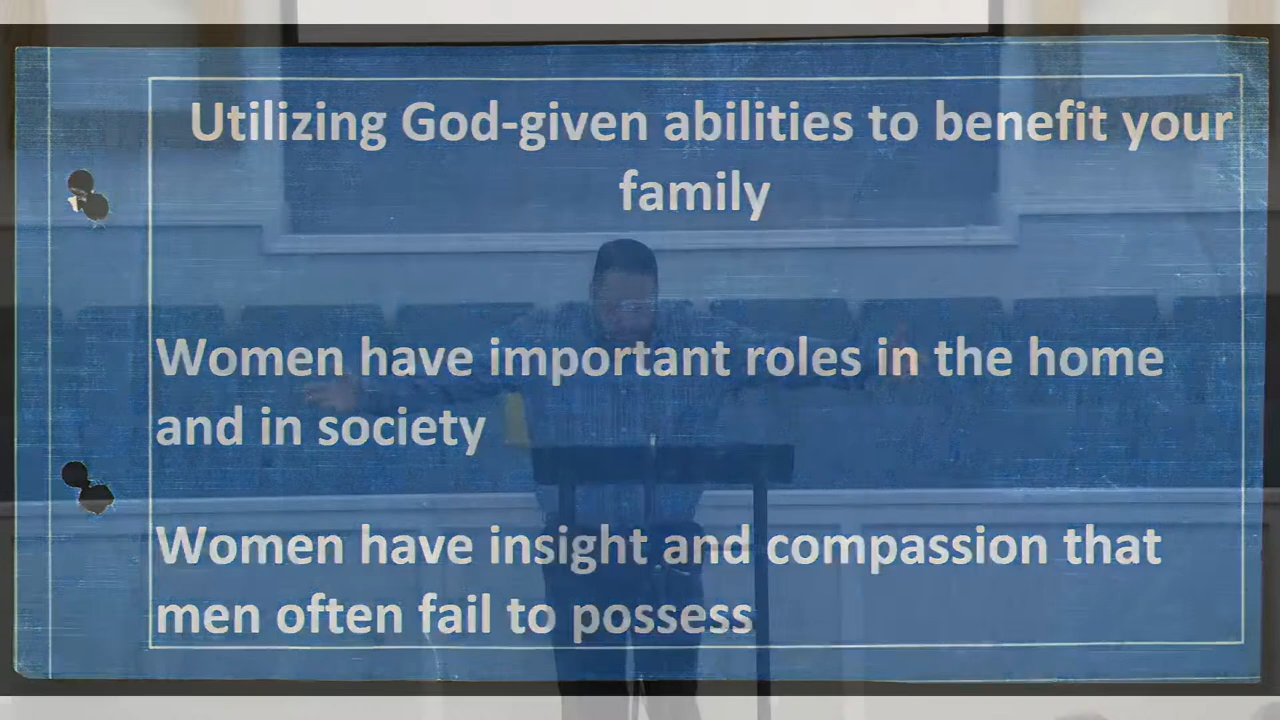 Utilizing God-given abilities to benefit your
family
Women have important roles in the home
and in society
Women have insight and compassion that
men often fail to possess